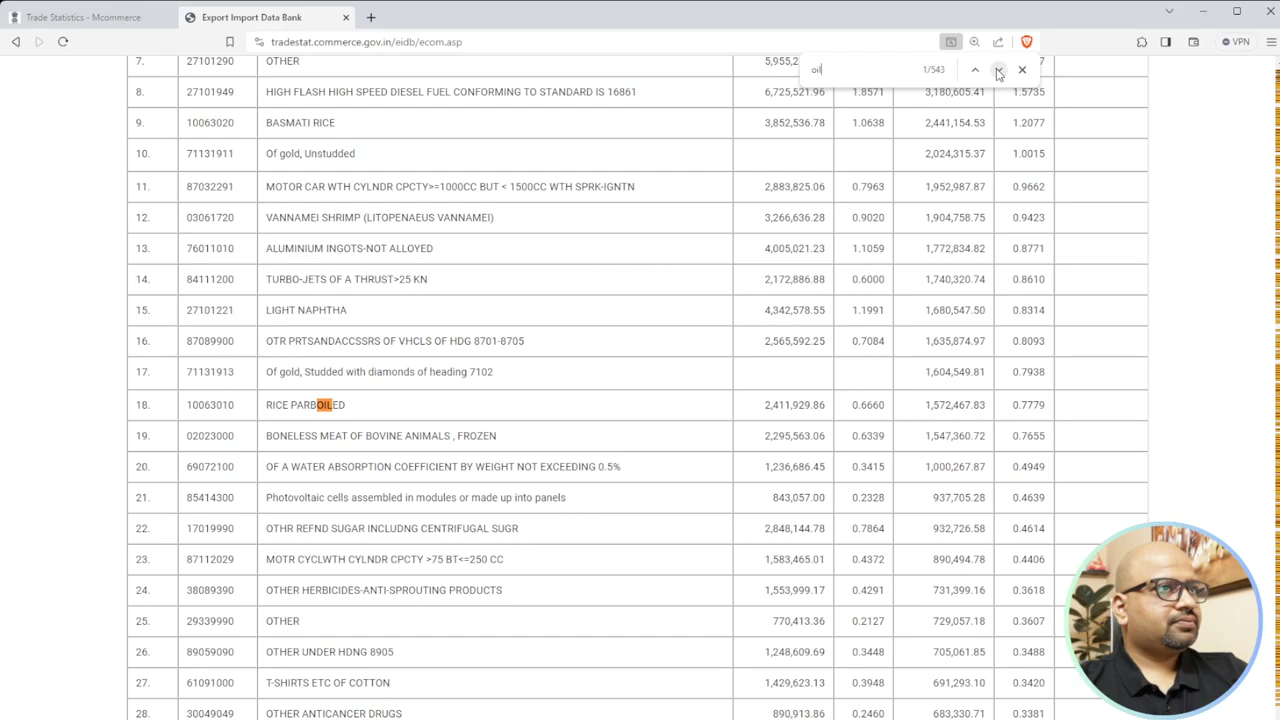 Trade Statistics - Mcommerce
Export Import Data Bank
tradestat.commerce.gov.in/eidb/ecom.asp
VPN
oil 1/543
7. 27101290 OTHER
8. 27101949 HIGH FLASH HIGH SPEED DIESEL FUEL CONFORMING TO STANDARD IS 16861 6,725,521.96 1.8571 3,180,605.41 1.5735
9. 10063020 BASMATI RICE 3,852,536.78 1.0638 2,441,154.53 1.2077
10. 71131911 Of gold, Unstudded 2,024,315.37 1.0015
11. 87032291 MOTOR CAR WTH CYLNDR CPCTY>=1000CC BUT < 1500CC WTH SPRK-IGNTN 2,883,825.06 0.7963 1,952,987.87 0.9662
12. 03061720 VANNAMEI SHRIMP (LITOPENAEUS VANNAMEI) 3,266,636.28 0.9020 1,904,758.75 0.9423
13. 76011010 ALUMINIUM INGOTS-NOT ALLOYED 4,005,021.23 1.1059 1,772,834.82 0.8771
14. 84111200 TURBO-JETS OF A THRUST>25 KN 2,172,886.88 0.6000 1,740,320.74 0.8610
15. 27101221 LIGHT NAPHTHA 4,342,578.55 1.1991 1,680,547.50 0.8314
16. 87089900 OTR PRTSANDACCSSRS OF VHCLS OF HDG 8701-8705 2,565,592.25 0.7084 1,635,874.97 0.8093
17. 71131913 Of gold, Studded with diamonds of heading 7102 1,604,549.81 0.7938
18. 10063010 RICE PARBOILED 2,411,929.86 0.6660 1,572,467.83 0.7779
19. 02023000 BONELESS MEAT OF BOVINE ANIMALS , FROZEN 2,295,563.06 0.6339 1,547,360.72 0.7655
20. 69072100 OF A WATER ABSORPTION COEFFICIENT BY WEIGHT NOT EXCEEDING 0.5% 1,236,686.45 0.3415 1,000,267.87 0.4949
21. 85414300 Photovoltaic cells assembled in modules or made up into panels 843,057.00 0.2328 937,705.28 0.4639
22. 17019990 OTHR REFND SUGAR INCLUDNG CENTRIFUGAL SUGR 2,848,144.78 0.7864 932,726.58 0.4614
23. 87112029 MOTR CYCLWTH CYLNDR CPCTY >75 BT<=250 CC 1,583,465.01 0.4372 890,494.78 0.4406
24. 38089390 OTHER HERBICIDES-ANTI-SPROUTING PRODUCTS 1,553,999.17 0.4291 731,399.16 0.3618
25. 29339990 OTHER 770,413.36 0.2127 729,057.18 0.3607
26. 89059090 OTHER UNDER HDNG 8905 1,248,609.69 0.3448 705,061.85 0.3488
27. 61091000 T-SHIRTS ETC OF COTTON 1,429,623.13 0.3948 691,293.10 0.3420
28. 30049049 OTHER ANTICANCER DRUGS 890,913.86 0.2460 683,330.71 0.3381